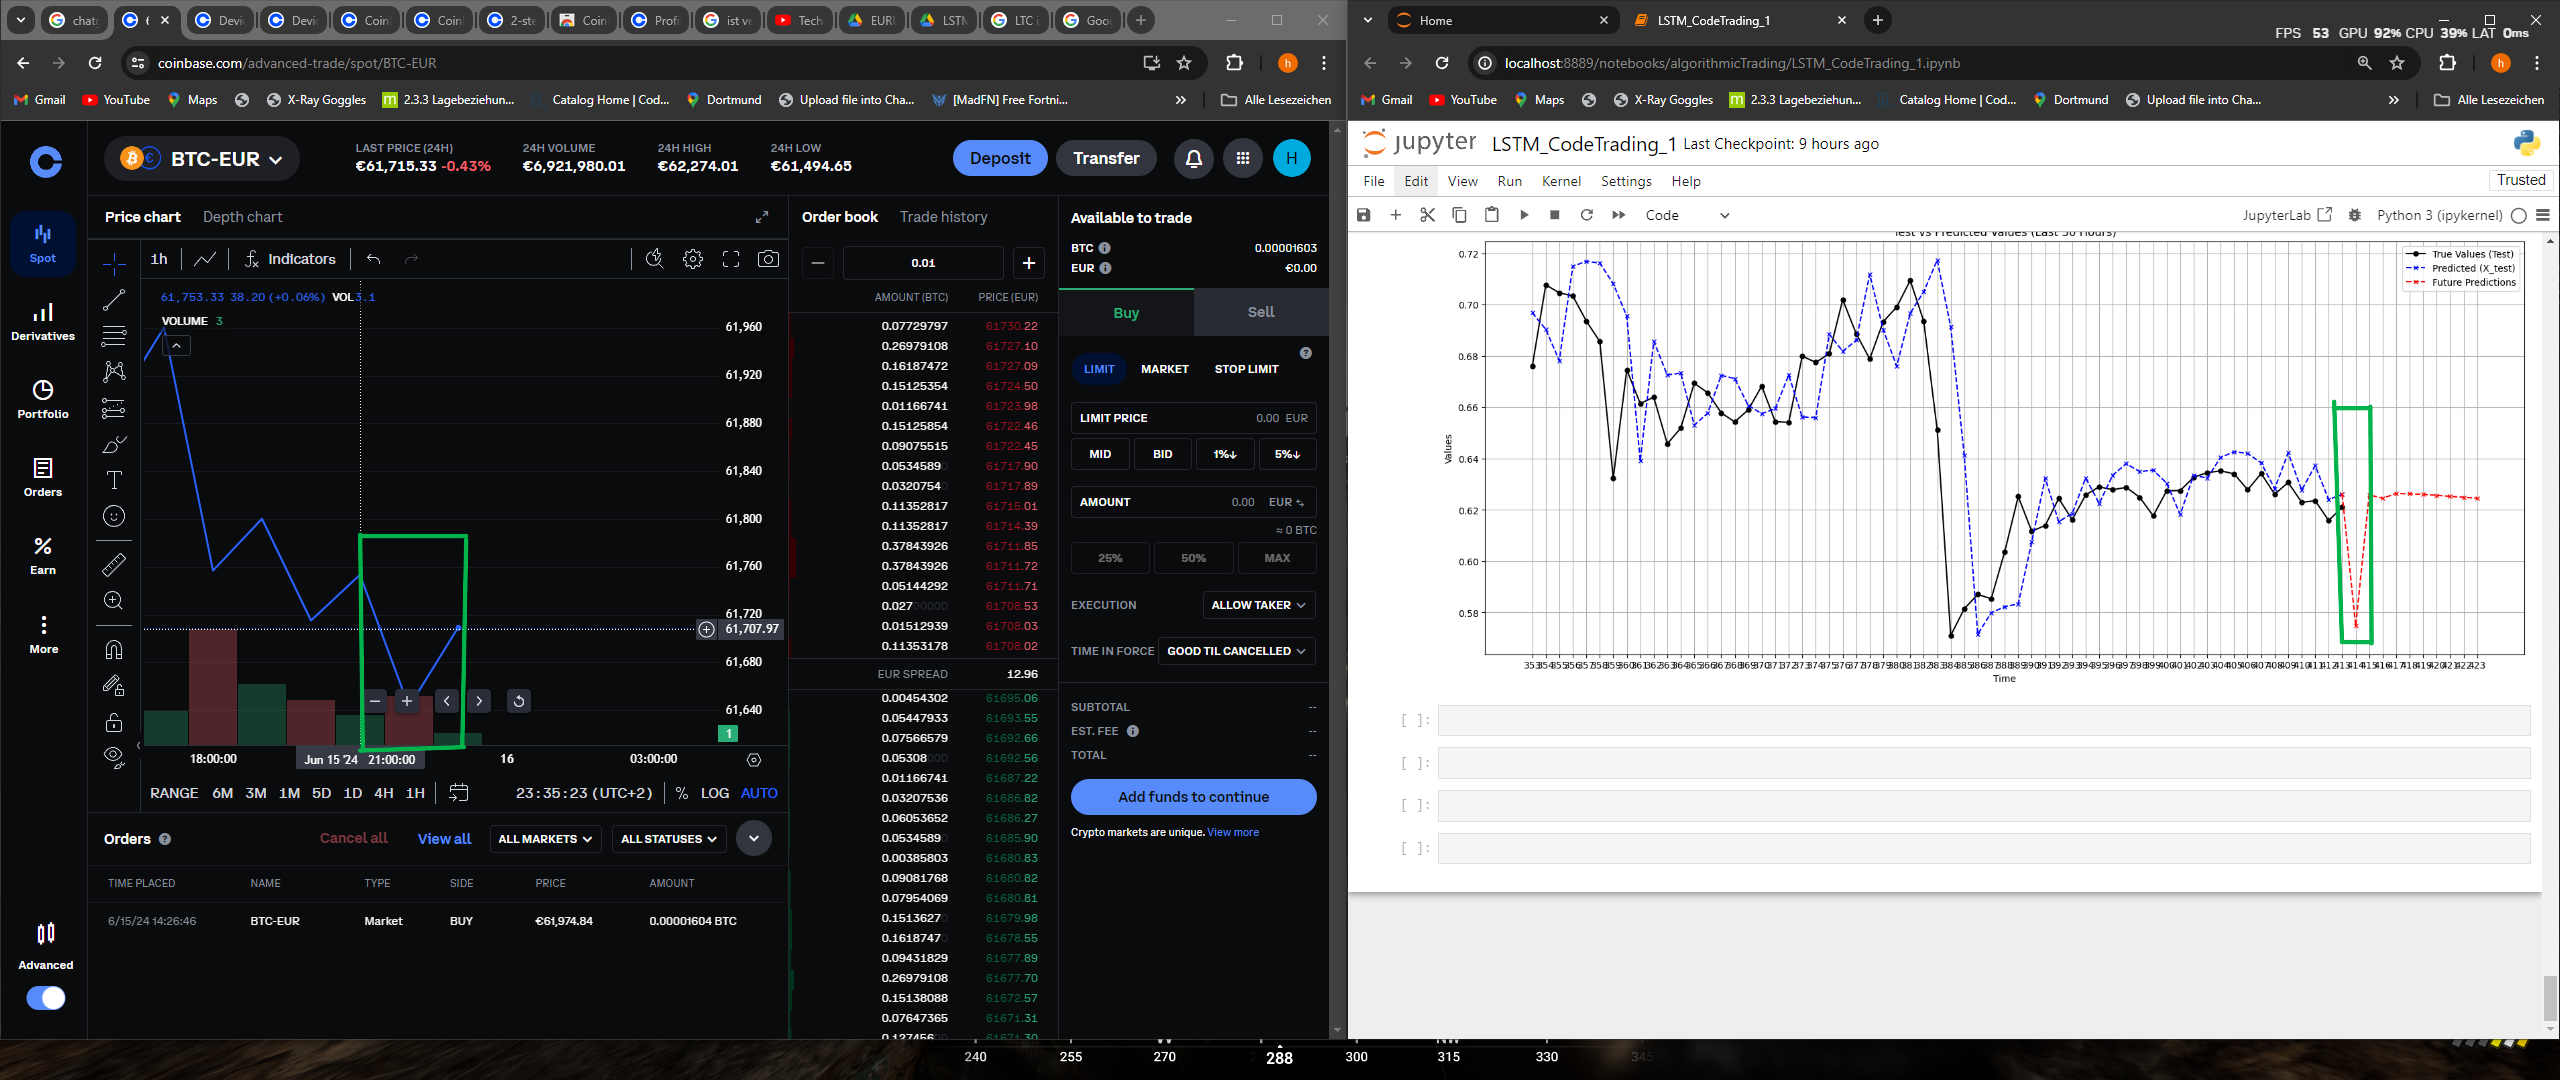 chat
6
Devic
Devic
Coinl
Coinl
2-ste
Coin
Profi
ist ve
Tech
EUR
LSTM
LTC i
Goo
coinbase.com/advanced-trade/spot/BTC-EUR
Gmail
YouTube
Maps
X-Ray Goggles
2.3.3 Lagebeziehun...
Catalog Home | Cod...
Dortmund
Upload file into Cha...
[MadFN] Free Fortni...
Alle Lesezeichen
BTC-EUR
LAST PRICE (24H)
€61,715.33 -0.43%
24H VOLUME
€6,921,980.01
24H HIGH
€62,274.01
24H LOW
€61,494.65
Deposit
Transfer
H
Spot
Derivatives
Portfolio
Orders
Earn
More
Advanced
Price chart
Depth chart
1h
Indicators
61,753.33 38.20 (+0.06%) VOL 3.1
VOLUME 3
61,960
61,920
61,880
61,840
61,800
61,760
61,720
61,707.97
61,680
61,640
1
18:00:00
Jun 15 '24 21:00:00
16
03:00:00
RANGE 6M 3M 1M 5D 1D 4H 1H
23:35:23 (UTC+2)
% LOG AUTO
Order book
Trade history
0.01
AMOUNT (BTC) PRICE (EUR)
0.07729797 61730.22
0.26979108 61727.10
0.16187472 61727.09
0.15125354 61724.50
0.01166741 61723.98
0.15125854 61722.46
0.09075515 61722.45
0.05345890 61717.90
0.03207540 61717.89
0.11352817 61715.01
0.11352817 61714.39
0.37843926 61711.85
0.37843926 61711.72
0.05144292 61711.71
0.02700000 61708.53
0.01512939 61708.03
0.11353178 61708.02
EUR SPREAD 12.96
0.00454302 61695.06
0.05447933 61693.55
0.07566579 61692.66
0.05308000 61692.56
0.01166741 61687.22
0.03207536 61686.82
0.06053652 61686.27
0.05345890 61685.90
0.00385803 61680.83
0.09081768 61680.82
0.07954069 61680.81
0.15136270 61679.98
0.16187470 61678.55
0.09431829 61677.89
0.26979108 61677.70
0.15138088 61672.57
0.07647365 61671.31
Available to trade
BTC 0.00001603
EUR €0.00
Buy
Sell
LIMIT
MARKET
STOP LIMIT
LIMIT PRICE 0.00 EUR
MID
BID
1%↓
5%↓
AMOUNT 0.00 EUR
≈ 0 BTC
25%
50%
MAX
EXECUTION
ALLOW TAKER
TIME IN FORCE
GOOD TIL CANCELLED
SUBTOTAL --
EST. FEE --
TOTAL --
Add funds to continue
Crypto markets are unique. View more
Orders
Cancel all
View all
ALL MARKETS
ALL STATUSES
TIME PLACED NAME TYPE SIDE PRICE AMOUNT
6/15/24 14:26:46 BTC-EUR Market BUY €61,974.84 0.00001604 BTC
Home
LSTM_CodeTrading_1
FPS 53 GPU 92% CPU 39% LAT 0ms
localhost:8889/notebooks/algorithmicTrading/LSTM_CodeTrading_1.ipynb
h
Gmail
YouTube
Maps
X-Ray Goggles
2.3.3 Lagebeziehun...
Catalog Home | Cod...
Dortmund
Upload file into Cha...
Alle Lesezeichen
jupyter LSTM_CodeTrading_1 Last Checkpoint: 9 hours ago
File Edit View Run Kernel Settings Help
Trusted
Code
JupyterLab
Python 3 (ipykernel)
Test vs Predicted Values (Last 50 Hours)
True Values (Test)
Predicted (X_test)
Future Predictions
0.72
0.70
0.68
0.66
0.64
0.62
0.60
0.58
Values
Time
[ ]:
[ ]:
[ ]:
[ ]:
240
255
270
288
300
315
330
345